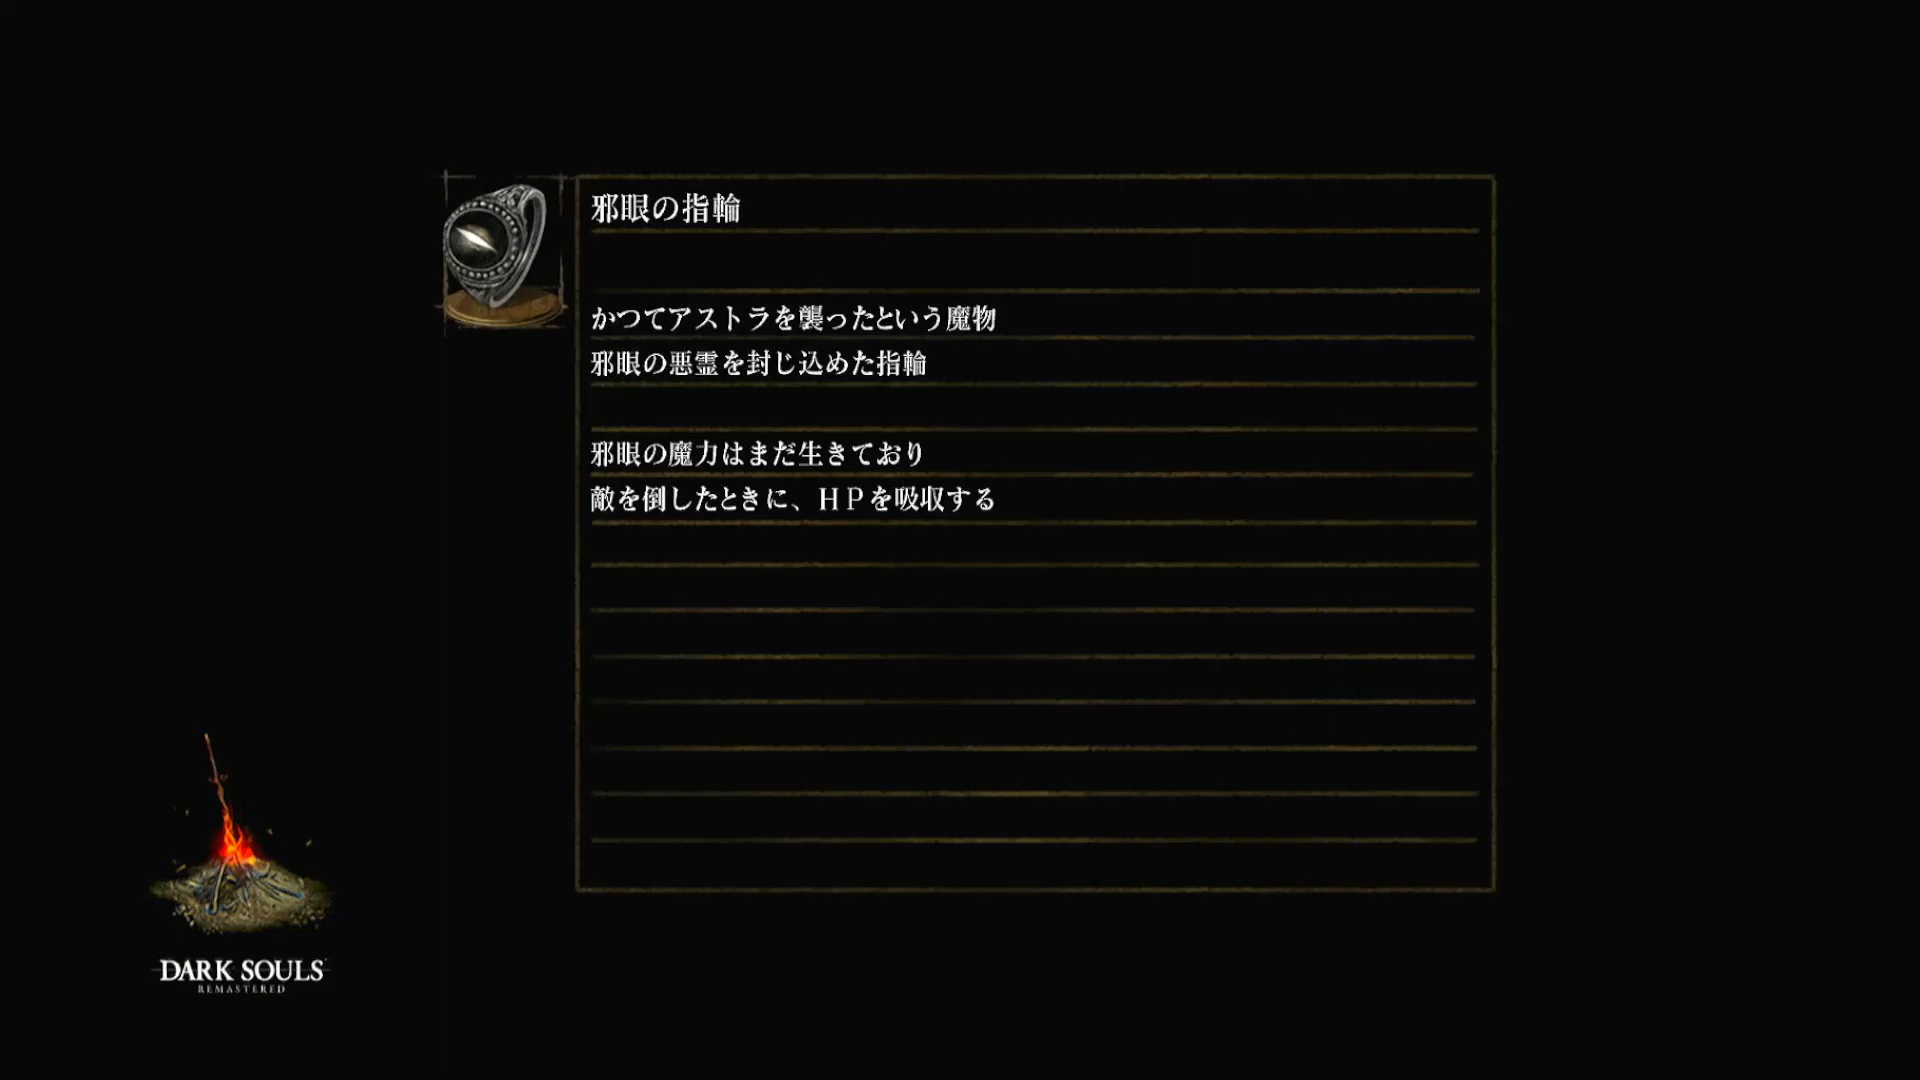 邪眼の指輪
かつてアストラを襲ったという魔物
邪眼の悪霊を封じ込めた指輪
邪眼の魔力はまだ生きており
敵を倒したときに、ＨＰを吸収する
DARK SOULS
REMASTERED